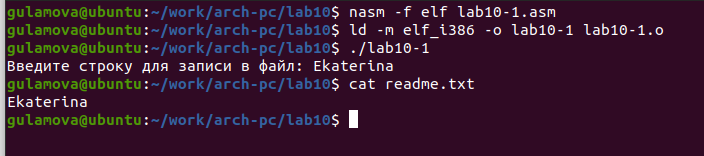 gulamova@ubuntu:~/work/arch-pc/lab10$ nasm -f elf lab10-1.asm
gulamova@ubuntu:~/work/arch-pc/lab10$ ld -m elf_i386 -o lab10-1 lab10-1.o
gulamova@ubuntu:~/work/arch-pc/lab10$ ./lab10-1
Введите строку для записи в файл: Ekaterina
gulamova@ubuntu:~/work/arch-pc/lab10$ cat readme.txt
Ekaterina
gulamova@ubuntu:~/work/arch-pc/lab10$